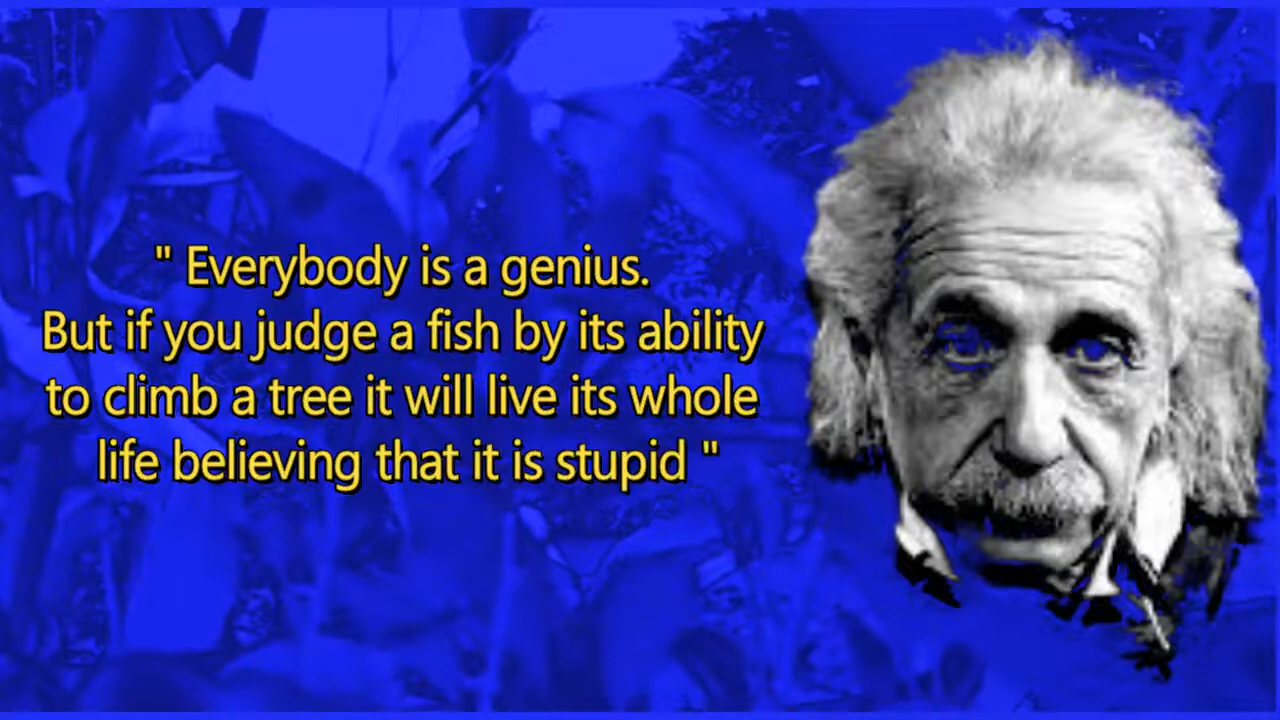 " Everybody is a genius.
But if you judge a fish by its ability
to climb a tree it will live its whole
life believing that it is stupid "